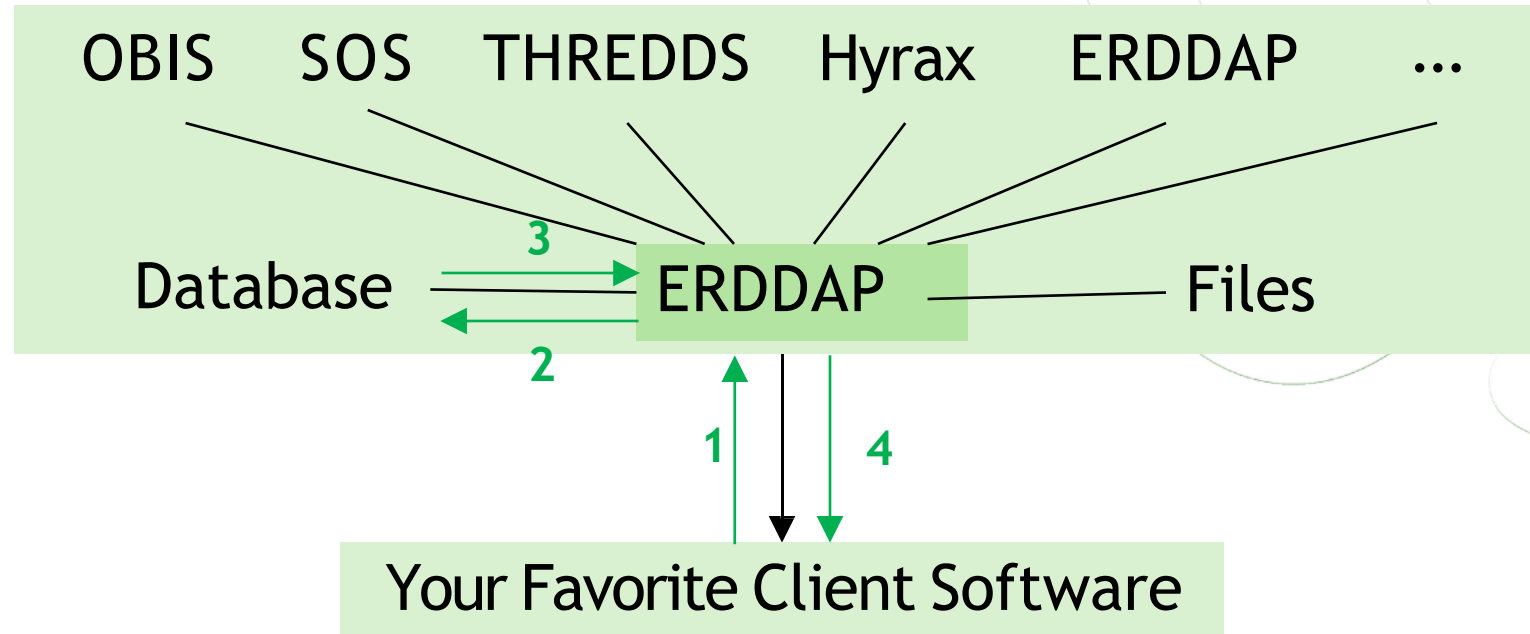 OBIS SOS THREDDS Hyrax ERDDAP ...
3
Database ERDDAP Files
2
1 4
Your Favorite Client Software